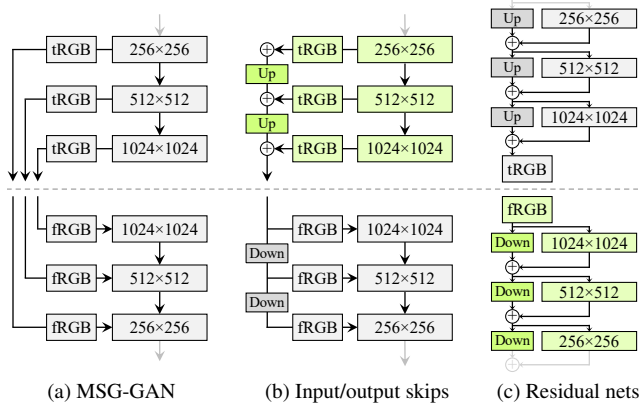 tRGB 256×256
tRGB 512×512
tRGB 1024×1024
fRGB 1024×1024
fRGB 512×512
fRGB 256×256
(a) MSG-GAN
tRGB 256×256
Up
tRGB 512×512
Up
tRGB 1024×1024
fRGB 1024×1024
Down
fRGB 512×512
Down
fRGB 256×256
(b) Input/output skips
Up 256×256
Up 512×512
Up 1024×1024
tRGB
fRGB
Down 1024×1024
Down 512×512
Down 256×256
(c) Residual nets